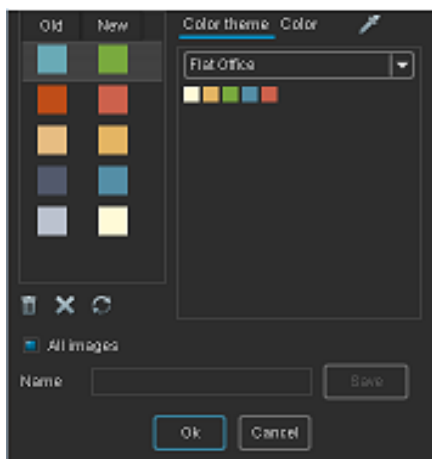 Old New
Color theme Color
Flat Office
All images
Name
Save
Ok Cancel